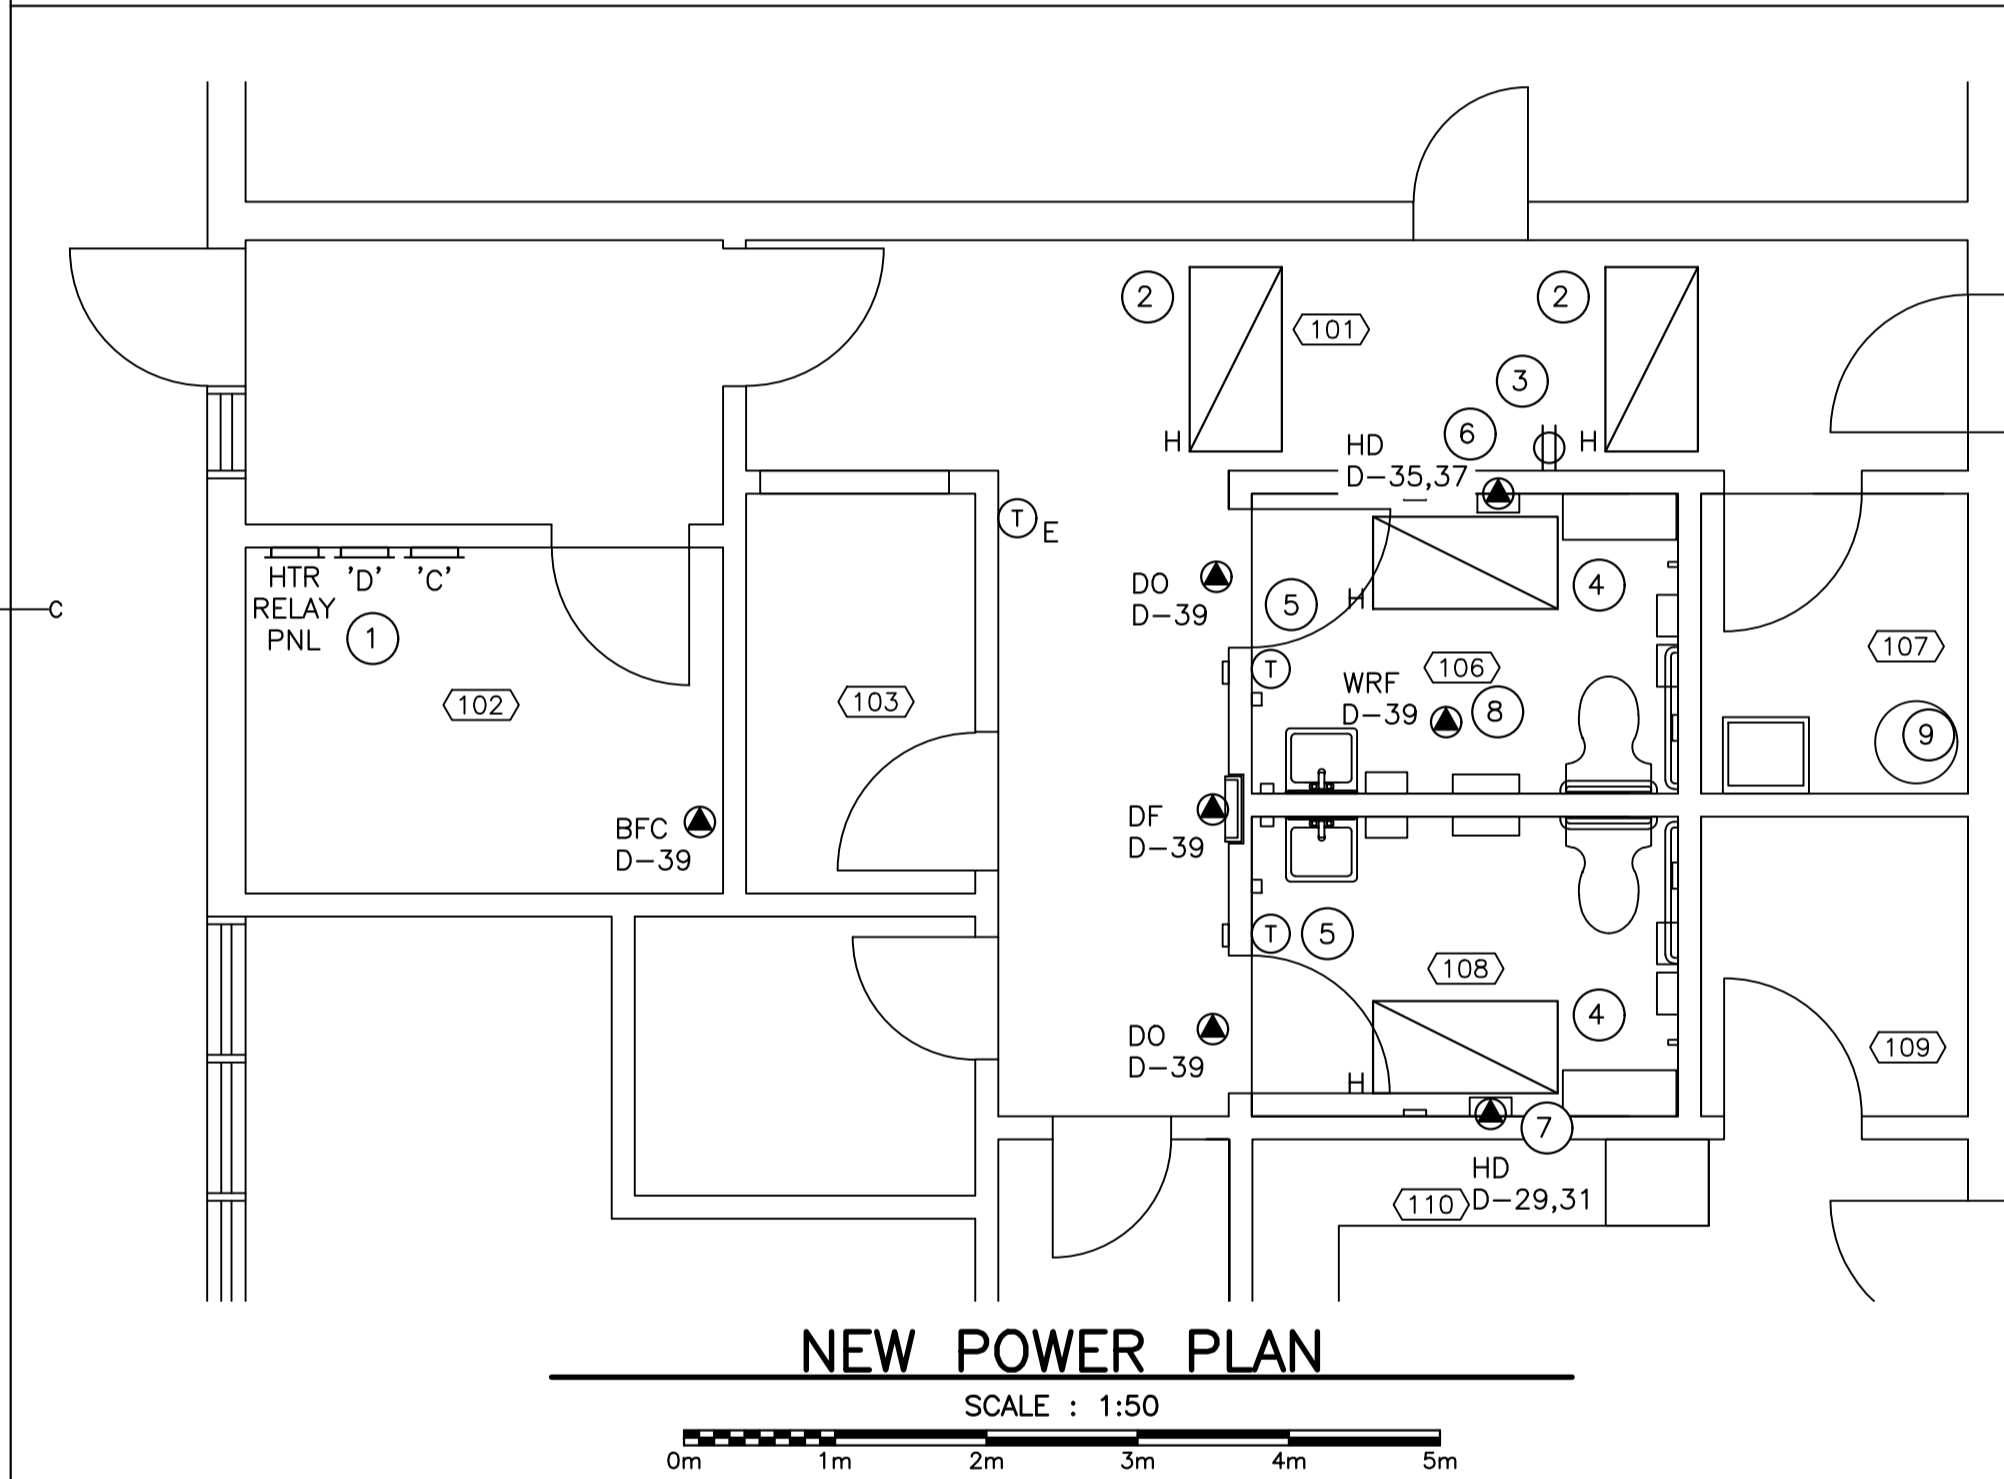 2
2
101
3
6
H
H
HD
D-35,37
T
E
HTR
RELAY
PNL
'D'
'C'
1
C
DO
D-39
5
H
4
T
106
107
WRF
D-39
8
9
102
103
BFC
D-39
DF
D-39
T
5
108
4
DO
D-39
H
109
7
HD
D-29,31
110
NEW POWER PLAN
SCALE : 1:50
0m 1m 2m 3m 4m 5m